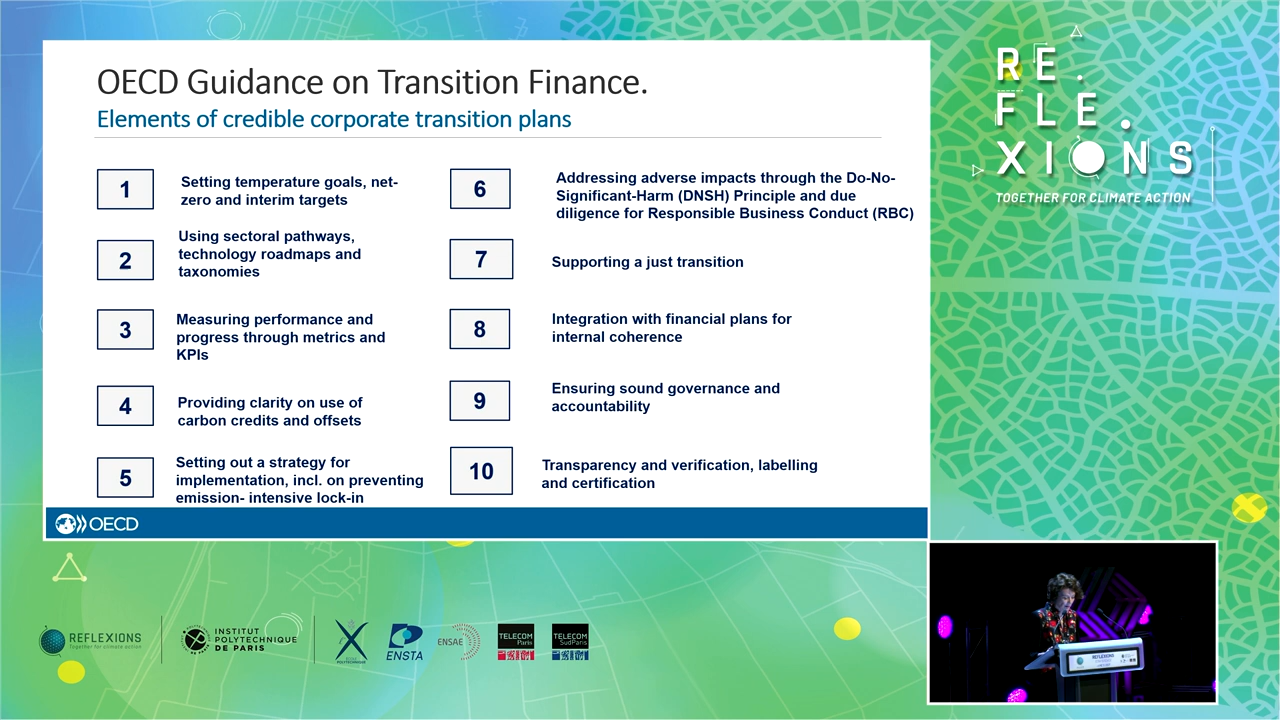 OECD Guidance on Transition Finance.
Elements of credible corporate transition plans
1
Setting temperature goals, net-
zero and interim targets
2
Using sectoral pathways,
technology roadmaps and
taxonomies
3
Measuring performance and
progress through metrics and
KPIs
4
Providing clarity on use of
carbon credits and offsets
5
Setting out a strategy for
implementation, incl. on preventing
emission- intensive lock-in
6
Addressing adverse impacts through the Do-No-
Significant-Harm (DNSH) Principle and due
diligence for Responsible Business Conduct (RBC)
7
Supporting a just transition
8
Integration with financial plans for
internal coherence
9
Ensuring sound governance and
accountability
10
Transparency and verification, labelling
and certification
OECD
RE.
FLE.
XIONS
TOGETHER FOR CLIMATE ACTION
REFLEXIONS
Together for climate action
INSTITUT
POLYTECHNIQUE
DE PARIS
ENSTA
ENSAE
TELECOM
Paris
TELECOM
SudParis
REFLEXIONS